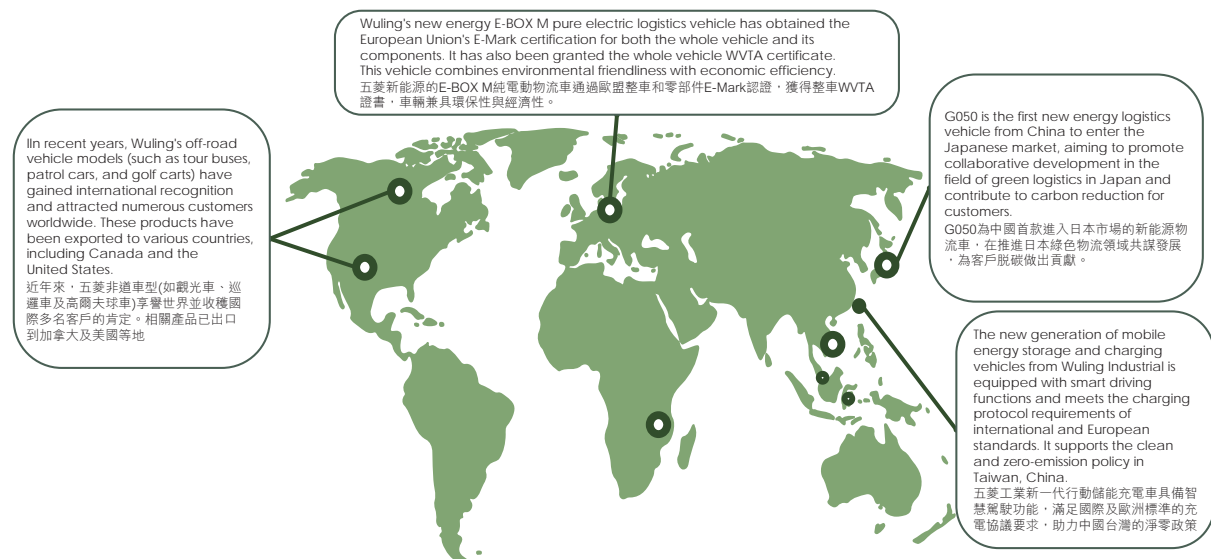 Wuling's new energy E-BOX M pure electric logistics vehicle has obtained the
European Union's E-Mark certification for both the whole vehicle and its
components. It has also been granted the whole vehicle WVTA certificate.
This vehicle combines environmental friendliness with economic efficiency.
五菱新能源的E-BOX M純電動物流車通過歐盟整車和零部件E-Mark認證，獲得整車WVTA
證書，車輛兼具環保性與經濟性。
IIn recent years, Wuling's off-road
vehicle models (such as tour buses,
patrol cars, and golf carts) have
gained international recognition
and attracted numerous customers
worldwide. These products have
been exported to various countries,
including Canada and the
United States.
近年來，五菱非道車型(如觀光車、巡
邏車及高爾夫球車)享譽世界並收穫國
際多名客戶的肯定。相關產品已出口
到加拿大及美國等地
G050 is the first new energy logistics
vehicle from China to enter the
Japanese market, aiming to promote
collaborative development in the
field of green logistics in Japan and
contribute to carbon reduction for
customers.
G050為中國首款進入日本市場的新能源物
流車，在推進日本綠色物流領域共謀發展
，為客戶脫碳做出貢獻。
The new generation of mobile
energy storage and charging
vehicles from Wuling Industrial is
equipped with smart driving
functions and meets the charging
protocol requirements of
international and European
standards. It supports the clean
and zero-emission policy in
Taiwan, China.
五菱工業新一代行動儲能充電車具備智
慧駕駛功能，滿足國際及歐洲標準的充
電協議要求，助力中國台灣的淨零政策